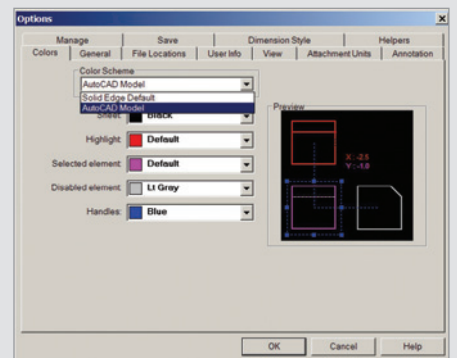 Options
Manage Save Dimension Style Helpers
Colors General File Locations User Info View Attachment Units Annotation
Color Scheme
AutoCAD Model
Solid Edge Default
AutoCAD Model
Sheet: Black
Preview
Highlight: Default
X : -2.5
Y : -1.0
Selected element: Default
Disabled element: Lt Gray
Handles: Blue
OK Cancel Help